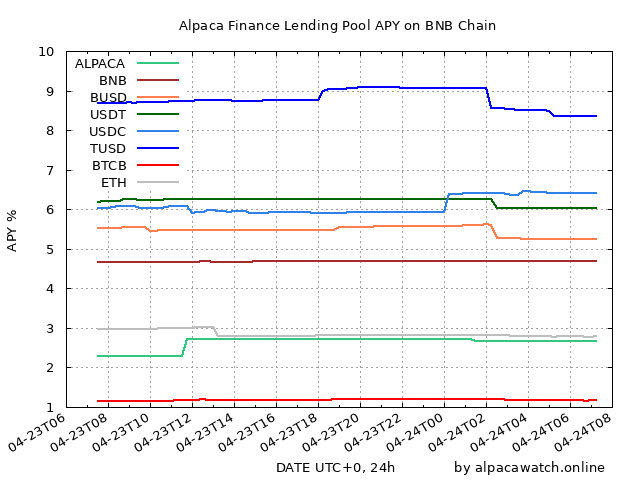 Alpaca Finance Lending Pool APY on BNB Chain
10
9
8
7
6
5
4
3
2
1
APY %
ALPACA
BNB
BUSD
USDT
USDC
TUSD
BTCB
ETH
04-23T06
04-23T08
04-23T10
04-23T12
04-23T14
04-23T16
04-23T18
04-23T20
04-23T22
04-24T00
04-24T02
04-24T04
04-24T06
04-24T08
DATE UTC+0, 24h
by alpacawatch.online